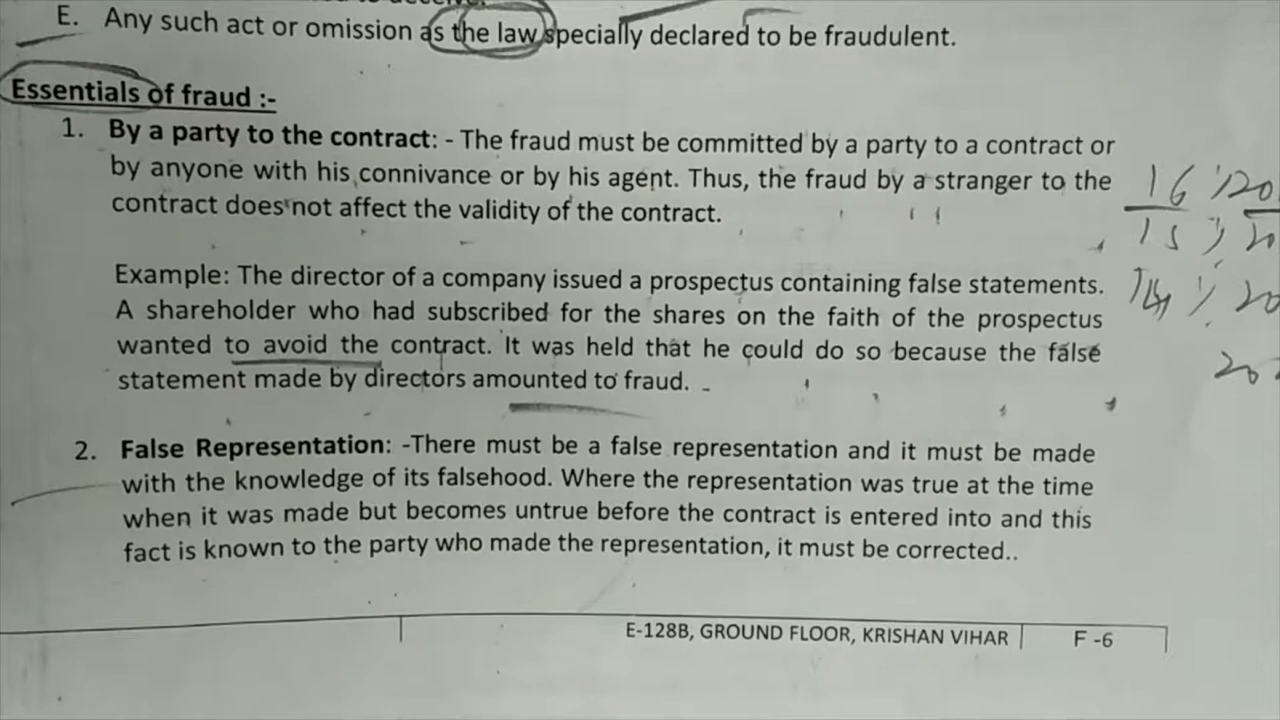 E. Any such act or omission as the law specially declared to be fraudulent.
Essentials of fraud :-
1. By a party to the contract: - The fraud must be committed by a party to a contract or
by anyone with his connivance or by his agent. Thus, the fraud by a stranger to the
contract does not affect the validity of the contract.
Example: The director of a company issued a prospectus containing false statements.
A shareholder who had subscribed for the shares on the faith of the prospectus
wanted to avoid the contract. It was held that he could do so because the false
statement made by directors amounted to fraud.
2. False Representation: -There must be a false representation and it must be made
with the knowledge of its falsehood. Where the representation was true at the time
when it was made but becomes untrue before the contract is entered into and this
fact is known to the party who made the representation, it must be corrected..
E-128B, GROUND FLOOR, KRISHAN VIHAR
F -6